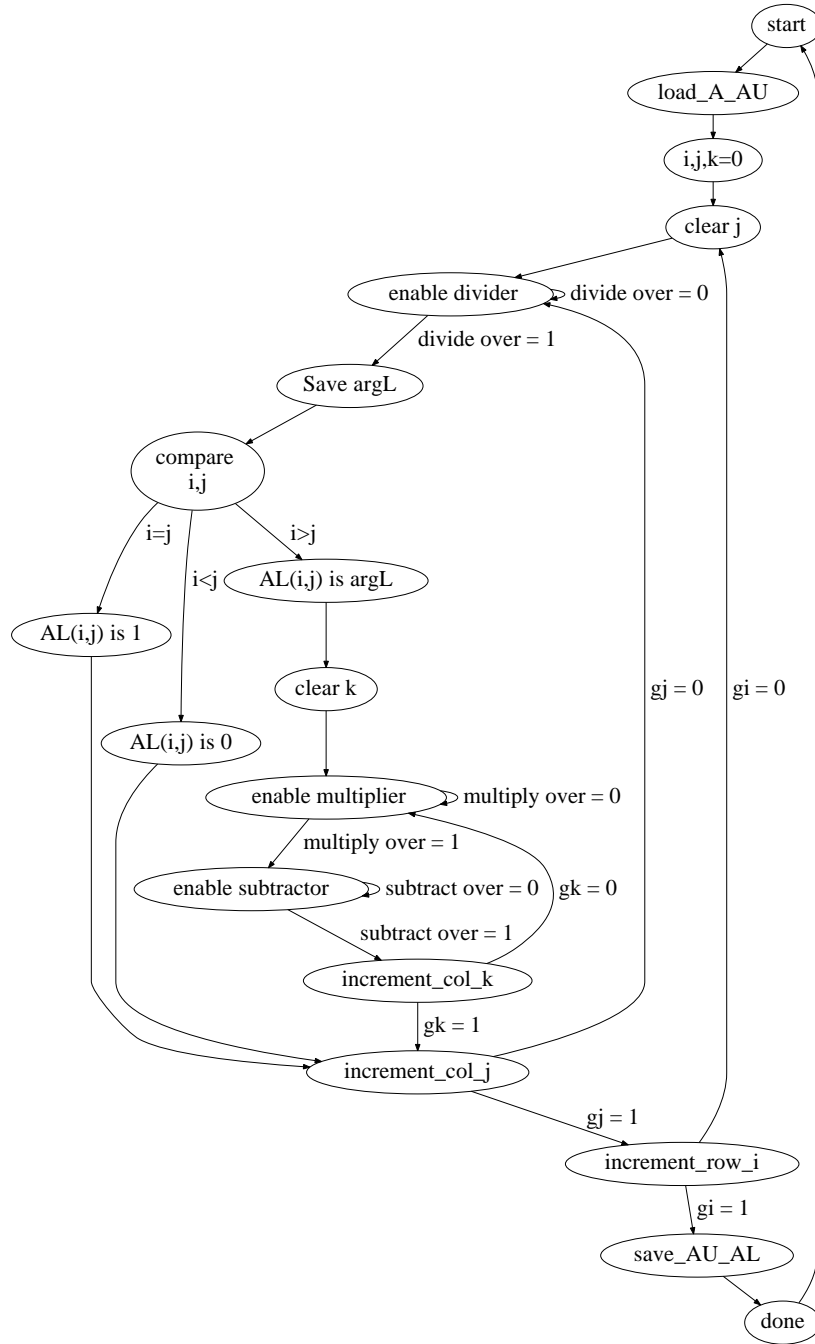 start
load_A_AU
i,j,k=0
clear j
enable divider
divide over = 0
divide over = 1
Save argL
compare
i,j
i=j
i<j
i>j
AL(i,j) is argL
AL(i,j) is 1
clear k
gj = 0
gi = 0
AL(i,j) is 0
enable multiplier
multiply over = 0
multiply over = 1
enable subtractor
subtract over = 0
gk = 0
subtract over = 1
increment_col_k
gk = 1
increment_col_j
gj = 1
increment_row_i
gi = 1
save_AU_AL
done